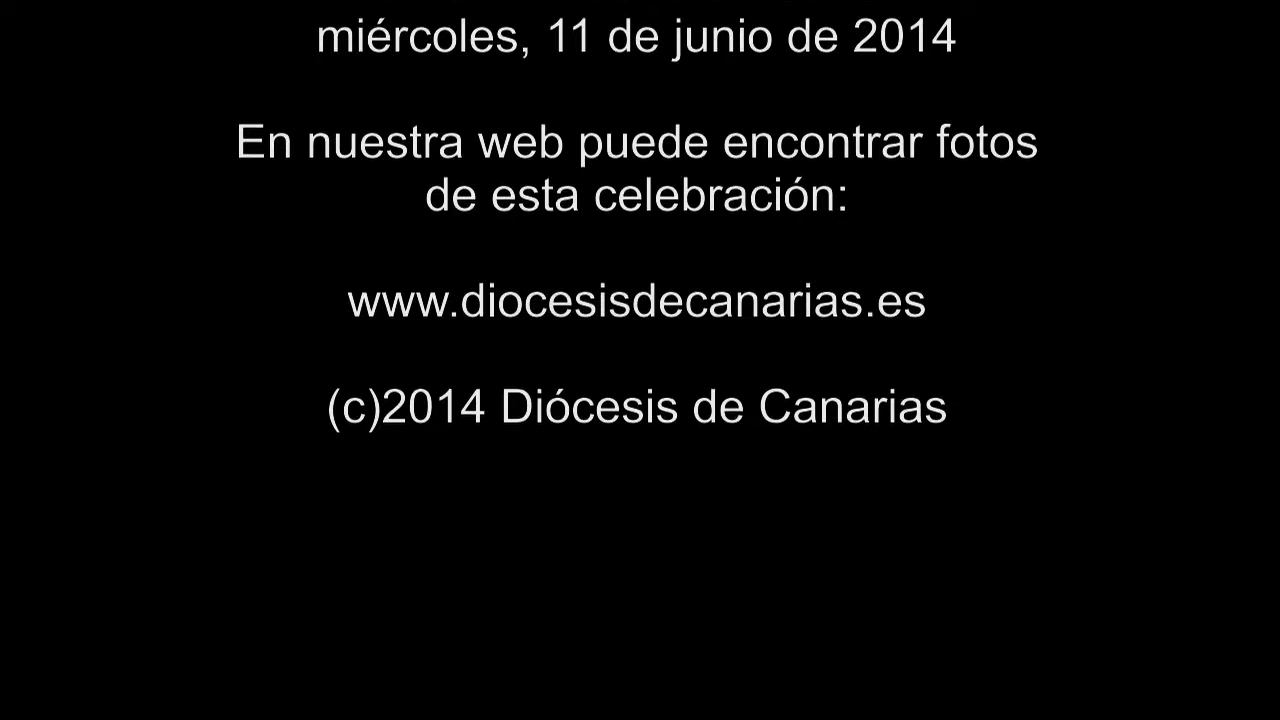 miércoles, 11 de junio de 2014
En nuestra web puede encontrar fotos
de esta celebración:
www.diocesisdecanarias.es
(c)2014 Diócesis de Canarias